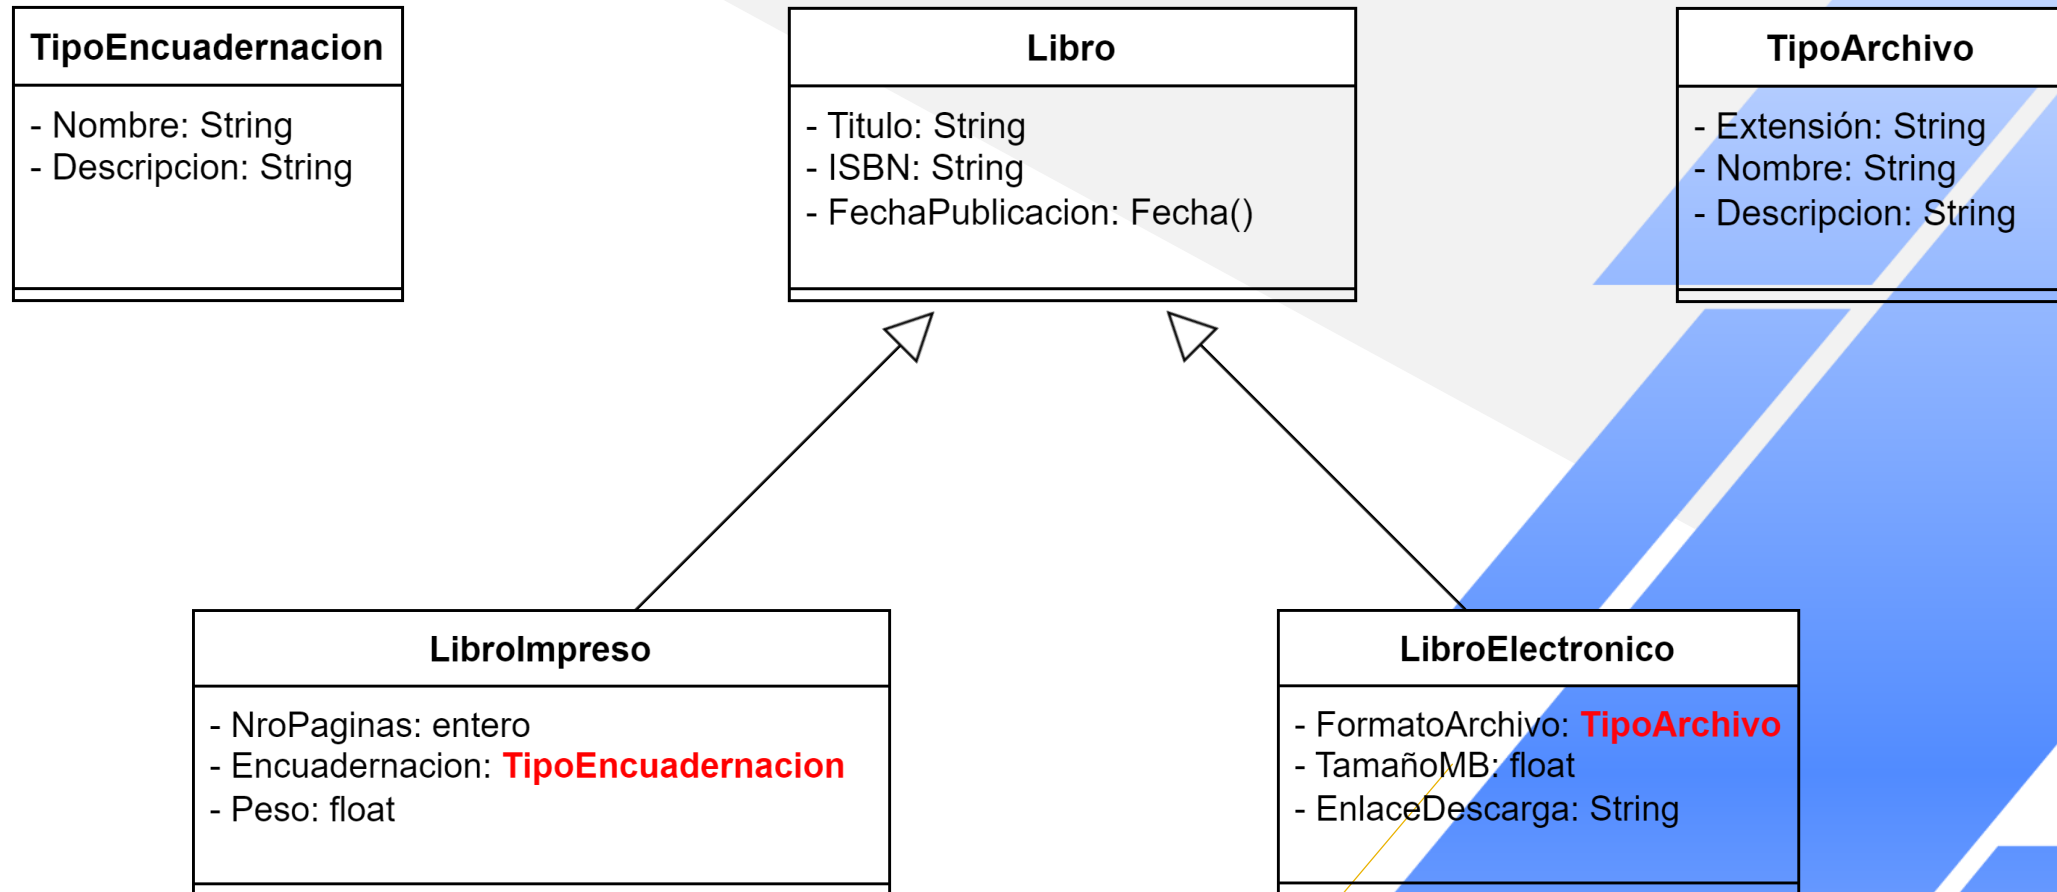 TipoEncuadernacion
- Nombre: String
- Descripcion: String
Libro
- Titulo: String
- ISBN: String
- FechaPublicacion: Fecha()
TipoArchivo
- Extensión: String
- Nombre: String
- Descripcion: String
LibroImpreso
- NroPaginas: entero
- Encuadernacion: TipoEncuadernacion
- Peso: float
LibroElectronico
- FormatoArchivo: TipoArchivo
- TamañoMB: float
- EnlaceDescarga: String